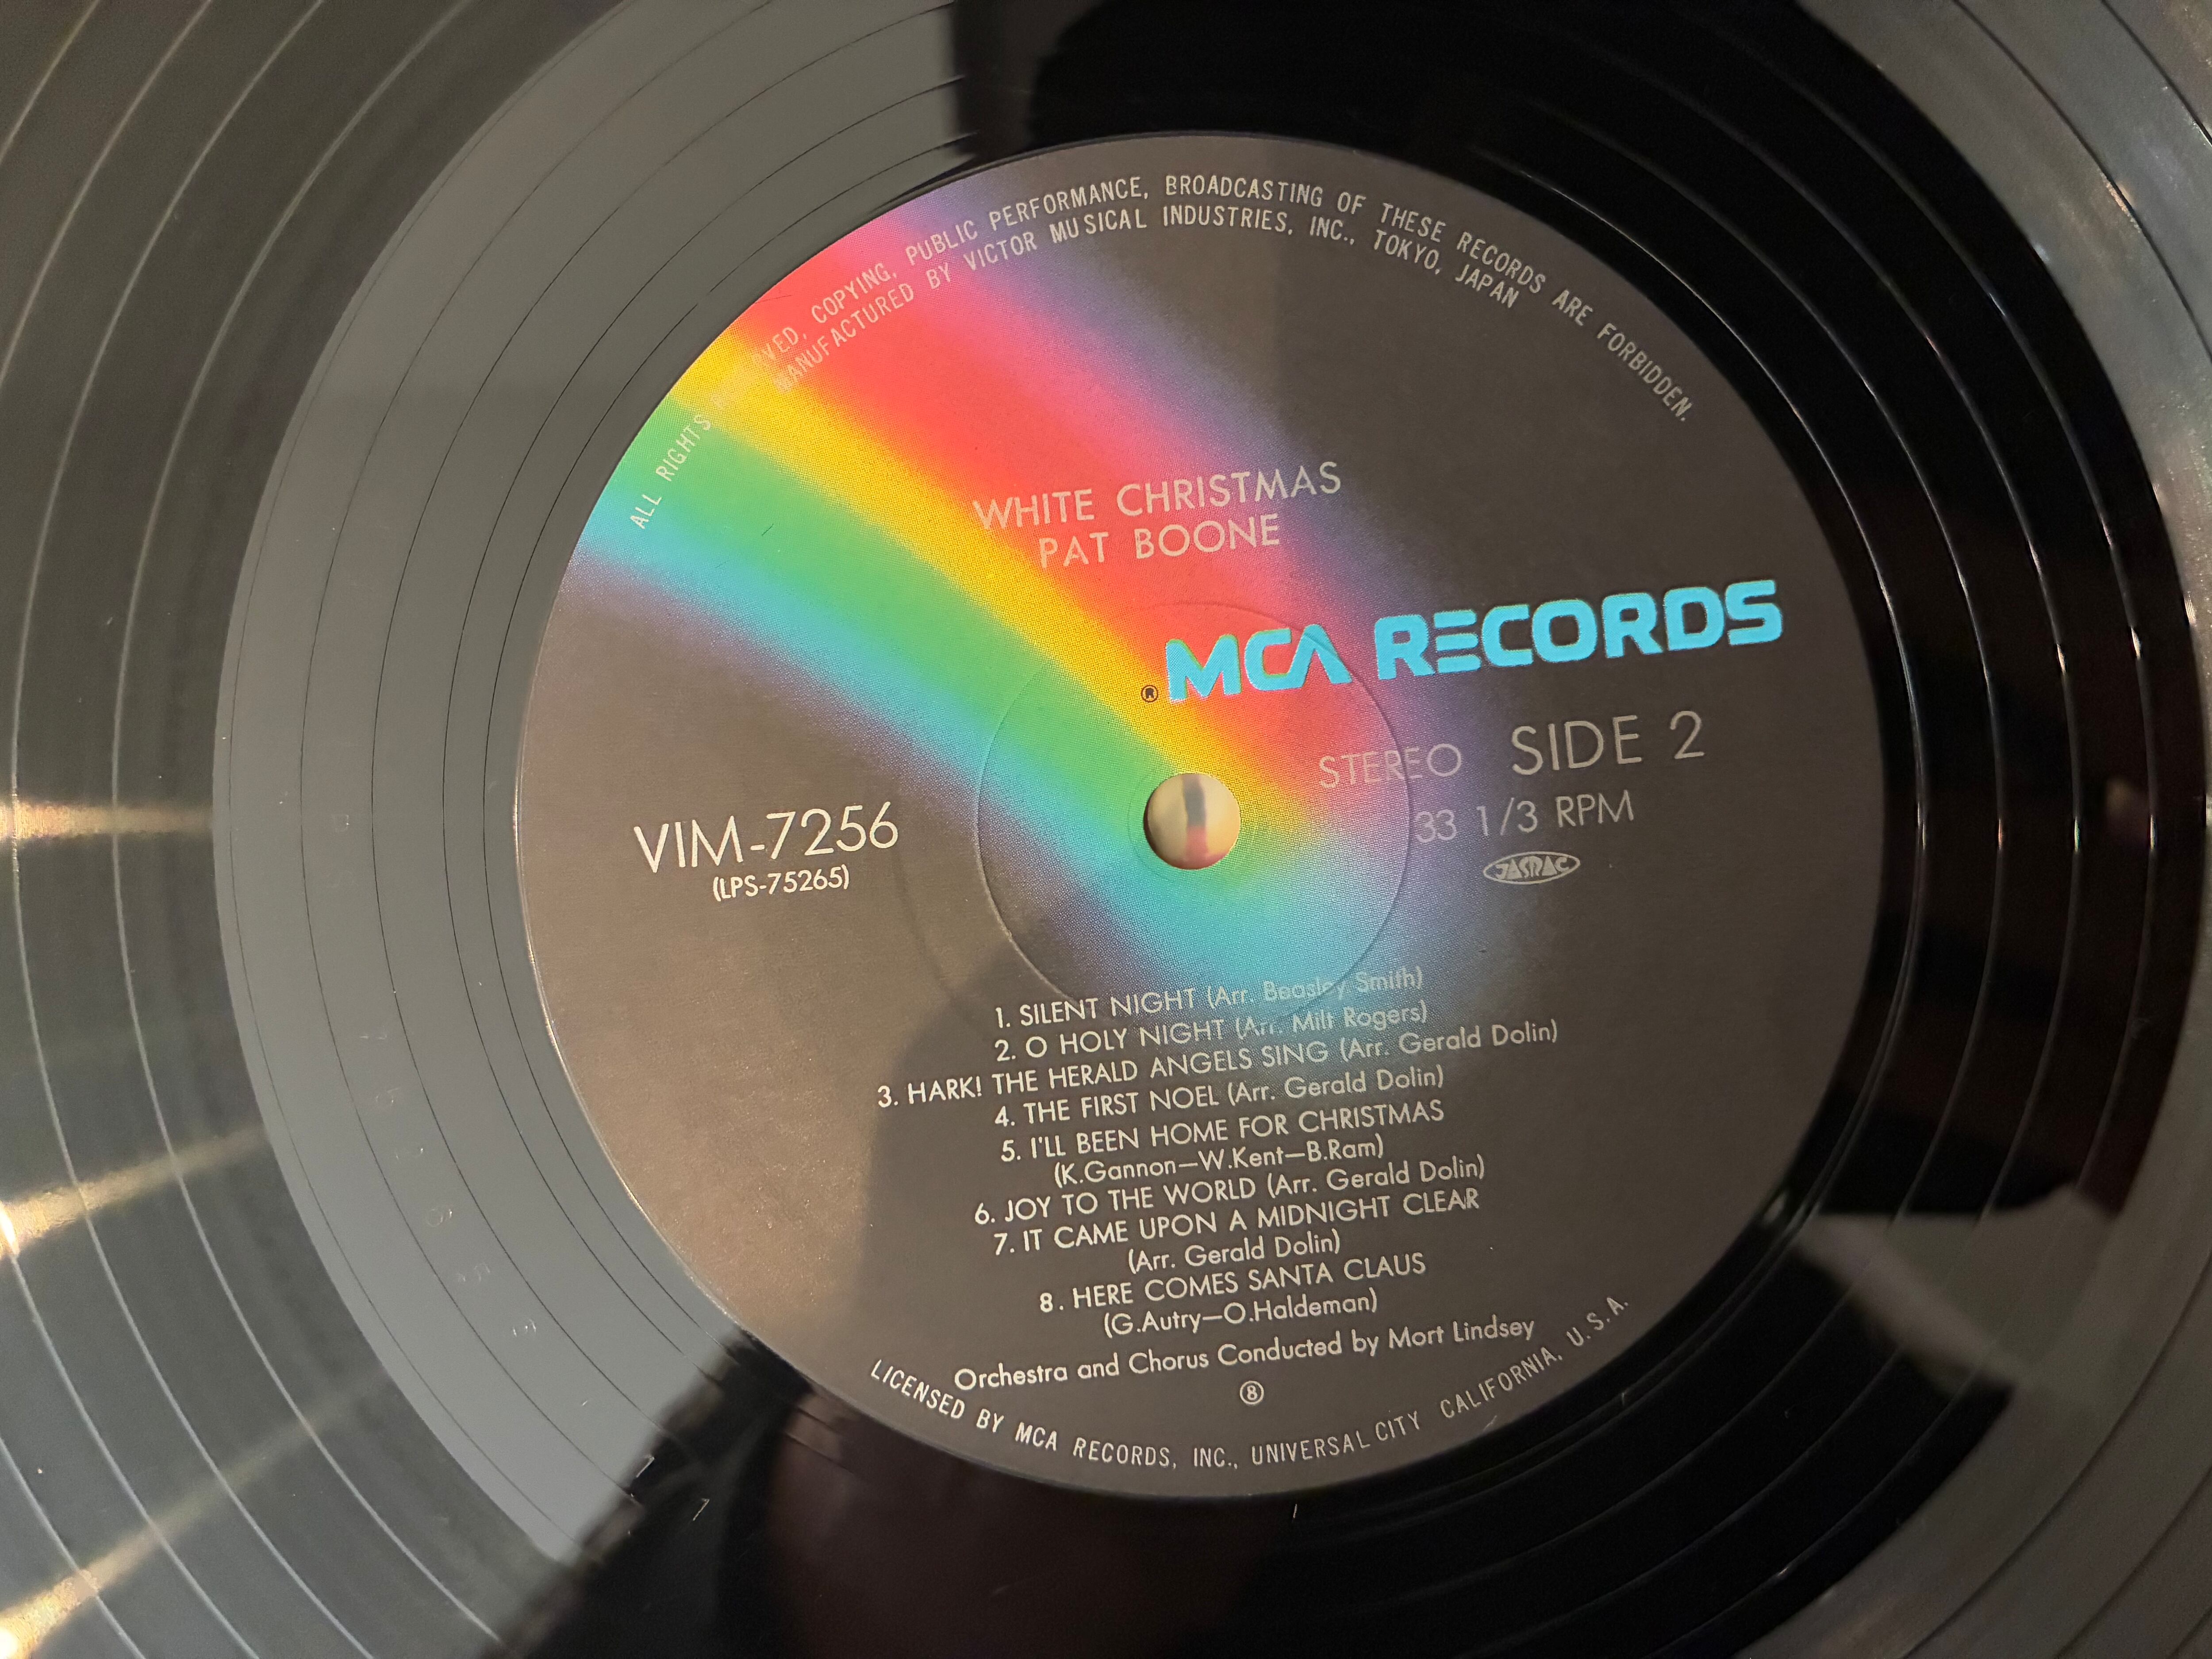 ALL RIGHTS RESERVED, COPYING, PUBLIC PERFORMANCE, BROADCASTING OF THESE RECORDS ARE FORBIDDEN.
MANUFACTURED BY VICTOR MUSICAL INDUSTRIES, INC., TOKYO, JAPAN
WHITE CHRISTMAS
PAT BOONE
® MCA RECORDS
STEREO SIDE 2
33 1/3 RPM
JASRAC
VIM-7256
(LPS-75265)
1. SILENT NIGHT (Arr. Beasley Smith)
2. O HOLY NIGHT (Arr. Milt Rogers)
3. HARK! THE HERALD ANGELS SING (Arr. Gerald Dolin)
4. THE FIRST NOEL (Arr. Gerald Dolin)
5. I'LL BEEN HOME FOR CHRISTMAS
(K.Gannon—W.Kent—B.Ram)
6. JOY TO THE WORLD (Arr. Gerald Dolin)
7. IT CAME UPON A MIDNIGHT CLEAR
(Arr. Gerald Dolin)
8. HERE COMES SANTA CLAUS
(G.Autry—O.Haldeman)
Orchestra and Chorus Conducted by Mort Lindsey
⑧
LICENSED BY MCA RECORDS, INC., UNIVERSAL CITY CALIFORNIA, U.S.A.